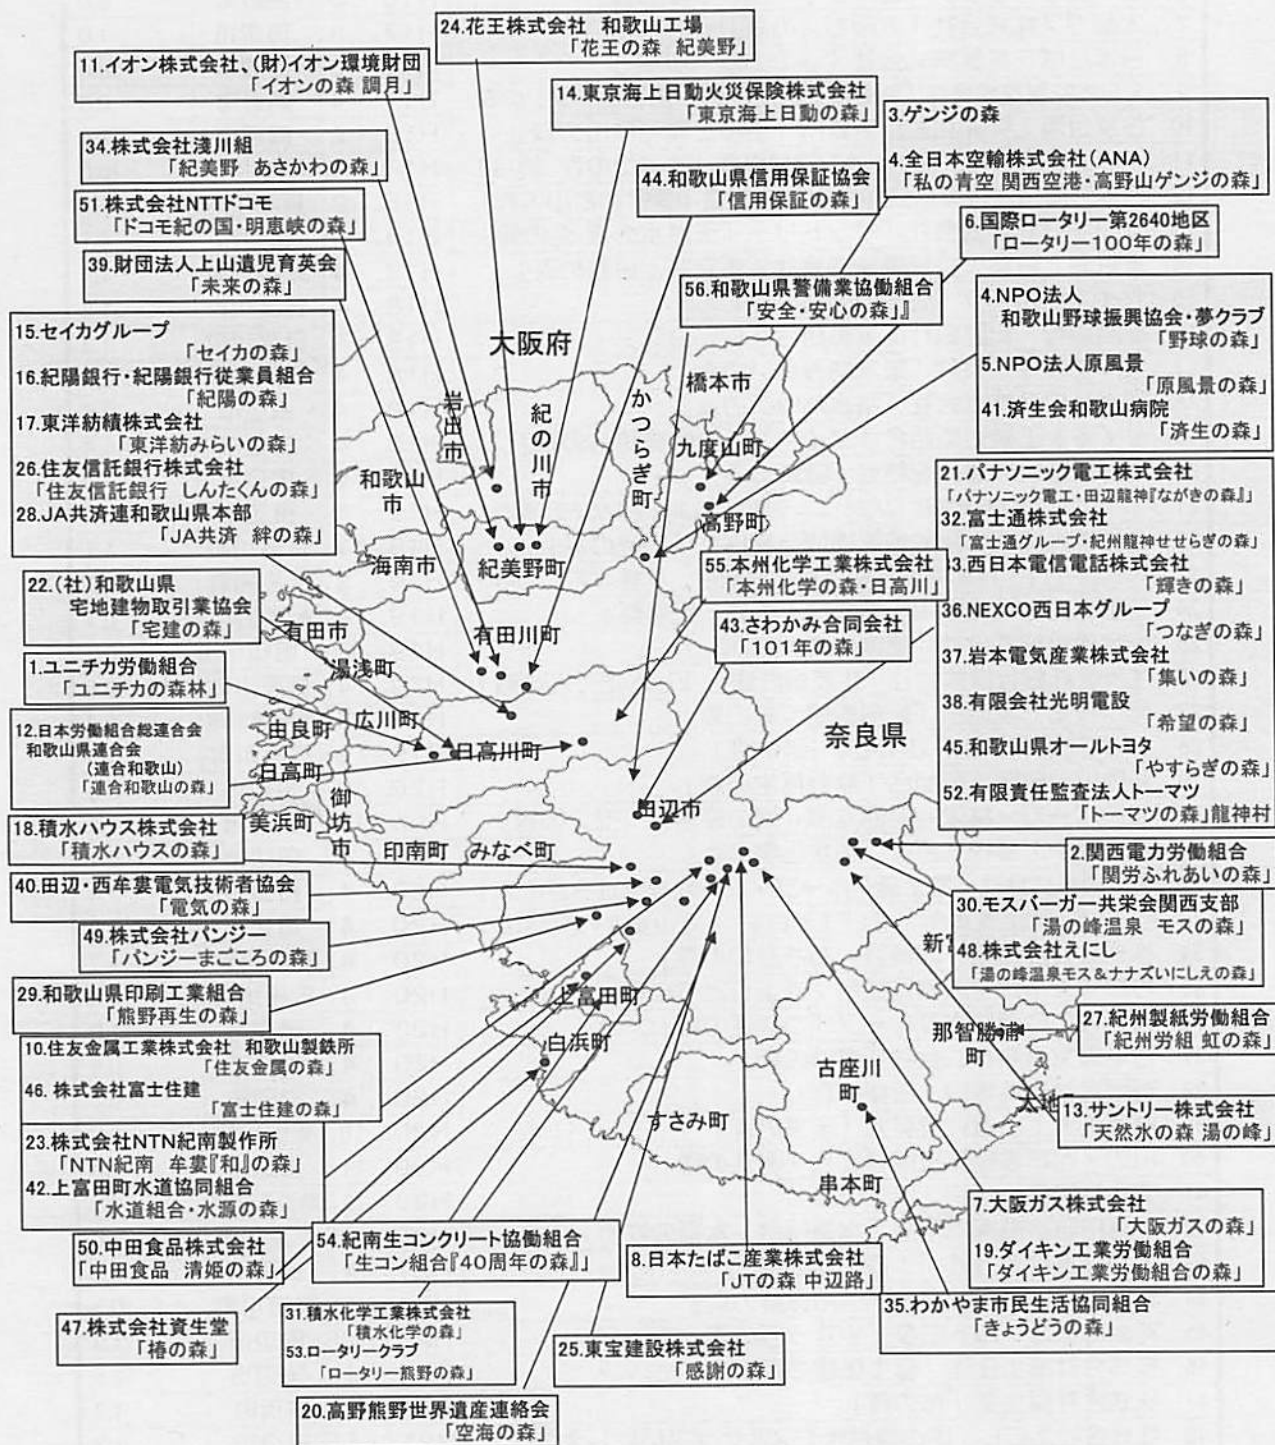 24.花王株式会社 和歌山工場
「花王の森 紀美野」
11.イオン株式会社、(財)イオン環境財団
「イオンの森 調月」
14.東京海上日動火災保険株式会社
「東京海上日動の森」
3.ゲンジの森
4.全日本空輸株式会社(ANA)
「私の青空 関西空港・高野山ゲンジの森」
34.株式会社淺川組
「紀美野 あさかわの森」
44.和歌山県信用保証協会
「信用保証の森」
51.株式会社NTTドコモ
「ドコモ紀の国・明恵峡の森」
6.国際ロータリー第2640地区
「ロータリー100年の森」
39.財団法人上山遺児育英会
「未来の森」
56.和歌山県警備業協働組合
「安全・安心の森」』
4.NPO法人
和歌山野球振興協会・夢クラブ
「野球の森」
5.NPO法人原風景
「原風景の森」
41.済生会和歌山病院
「済生の森」
15.セイカグループ
「セイカの森」
16.紀陽銀行・紀陽銀行従業員組合
「紀陽の森」
17.東洋紡績株式会社
「東洋紡みらいの森」
26.住友信託銀行株式会社
「住友信託銀行 しんたくんの森」
28.JA共済連和歌山県本部
「JA共済 絆の森」
大阪府
橋本市
岩出市
紀の川市
かつらぎ町
九度山町
和歌山市
高野町
海南市
紀美野町
21.パナソニック電工株式会社
「パナソニック電工・田辺龍神『ながきの森』」
32.富士通株式会社
「富士通グループ・紀州龍神せせらぎの森」
33.西日本電信電話株式会社
「輝きの森」
36.NEXCO西日本グループ
「つなぎの森」
37.岩本電気産業株式会社
「集いの森」
38.有限会社光明電設
「希望の森」
45.和歌山県オールトヨタ
「やすらぎの森」
52.有限責任監査法人トーマツ
「トーマツの森」龍神村
55.本州化学工業株式会社
「本州化学の森・日高川」
22.(社)和歌山県
宅地建物取引業協会
「宅建の森」
有田市
有田川町
43.さわかみ合同会社
「101年の森」
1.ユニチカ労働組合
「ユニチカの森林」
湯浅町
広川町
由良町
奈良県
12.日本労働組合総連合会
和歌山県連合会
(連合和歌山)
「連合和歌山の森」
日高川町
日高町
御坊市
美浜町
田辺市
18.積水ハウス株式会社
「積水ハウスの森」
印南町
みなべ町
2.関西電力労働組合
「関労ふれあいの森」
40.田辺・西牟婁電気技術者協会
「電気の森」
30.モスバーガー共栄会関西支部
「湯の峰温泉 モスの森」
48.株式会社えにし
「湯の峰温泉モス&ナナズいにしえの森」
49.株式会社パンジー
「パンジーまごころの森」
新宮
29.和歌山県印刷工業組合
「熊野再生の森」
上富田町
白浜町
那智勝浦町
27.紀州製紙労働組合
「紀州労組 虹の森」
10.住友金属工業株式会社 和歌山製鉄所
「住友金属の森」
46.株式会社富士住建
「富士住建の森」
古座川町
すさみ町
太地
13.サントリー株式会社
「天然水の森 湯の峰」
23.株式会社NTN紀南製作所
「NTN紀南 牟婁『和』の森」
42.上富田町水道協同組合
「水道組合・水源の森」
串本町
7.大阪ガス株式会社
「大阪ガスの森」
19.ダイキン工業労働組合
「ダイキン工業労働組合の森」
50.中田食品株式会社
「中田食品 清姫の森」
54.紀南生コンクリート協働組合
「生コン組合『40周年の森』」
8.日本たばこ産業株式会社
「JTの森 中辺路」
35.わかやま市民生活協同組合
「きょうどうの森」
47.株式会社資生堂
「椿の森」
31.積水化学工業株式会社
「積水化学の森」
53.ロータリークラブ
「ロータリー熊野の森」
25.東宝建設株式会社
「感謝の森」
20.高野熊野世界遺産連絡会
「空海の森」